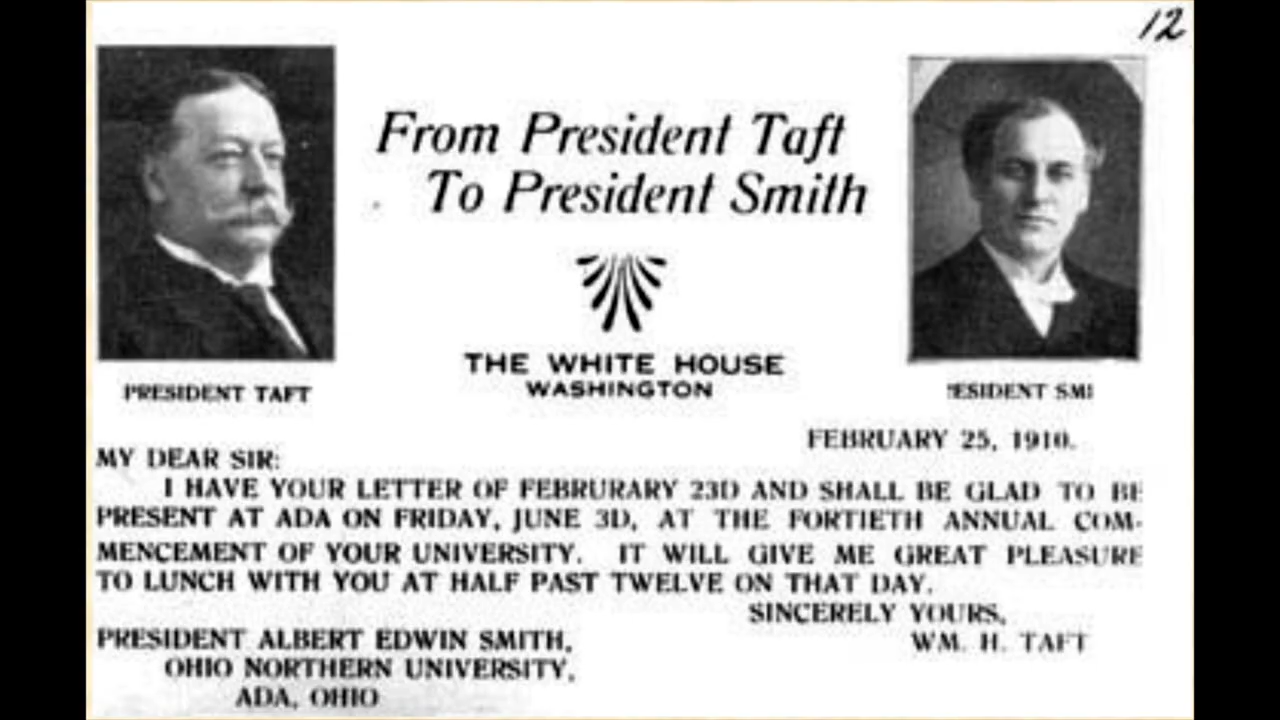 12
From President Taft
To President Smith
THE WHITE HOUSE
WASHINGTON
PRESIDENT TAFT
ESIDENT SMI
FEBRUARY 25, 1910.
MY DEAR SIR:
I HAVE YOUR LETTER OF FEBRURARY 23D AND SHALL BE GLAD TO BE
PRESENT AT ADA ON FRIDAY, JUNE 3D, AT THE FORTIETH ANNUAL COM-
MENCEMENT OF YOUR UNIVERSITY. IT WILL GIVE ME GREAT PLEASURE
TO LUNCH WITH YOU AT HALF PAST TWELVE ON THAT DAY.
SINCERELY YOURS,
WM. H. TAFT
PRESIDENT ALBERT EDWIN SMITH,
OHIO NORTHERN UNIVERSITY,
ADA, OHIO